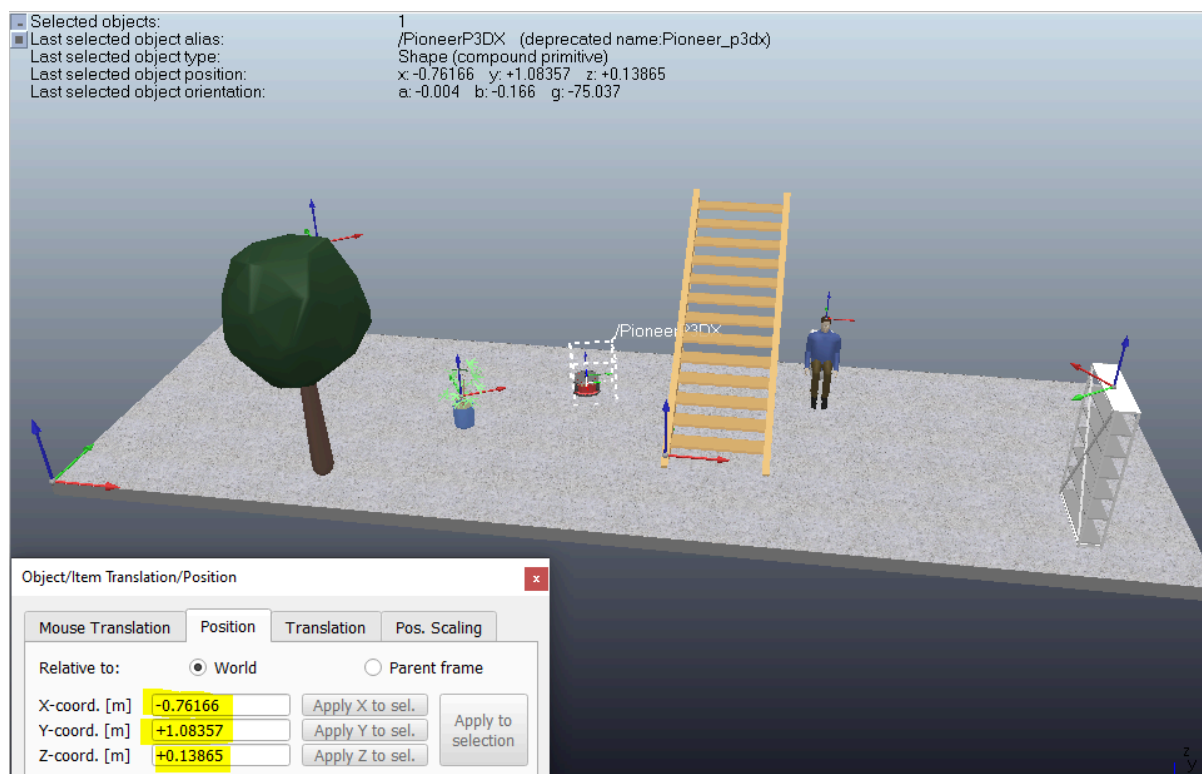 Selected objects: 1
Last selected object alias: /PioneerP3DX (deprecated name:Pioneer_p3dx)
Last selected object type: Shape (compound primitive)
Last selected object position: x: -0.76166 y: +1.08357 z: +0.13865
Last selected object orientation: a: -0.004 b: -0.166 g: -75.037
/PioneerP3DX
Object/Item Translation/Position x
Mouse Translation Position Translation Pos. Scaling
Relative to: World Parent frame
X-coord. [m] -0.76166 Apply X to sel.
Y-coord. [m] +1.08357 Apply Y to sel.
Apply to selection
Z-coord. [m] +0.13865 Apply Z to sel.
z
y